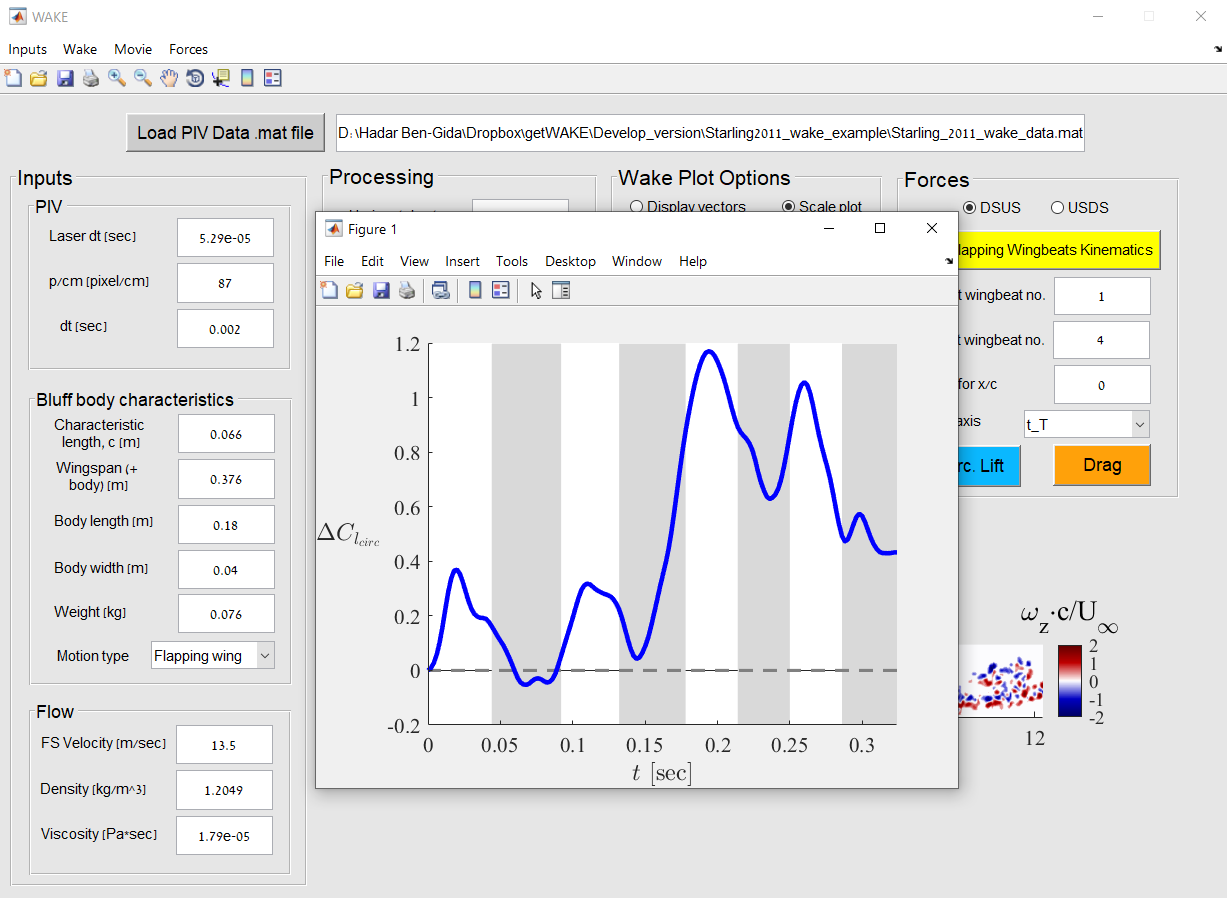 WAKE
Inputs Wake Movie Forces
Load PIV Data .mat file
D:\Hadar Ben-Gida\Dropbox\getWAKE\Develop_version\Starling2011_wake_example\Starling_2011_wake_data.mat
Inputs
PIV
Laser dt [sec] 5.29e-05
p/cm [pixel/cm] 87
dt [sec] 0.002
Bluff body characteristics
Characteristic
length, c [m] 0.066
Wingspan (+
body) [m] 0.376
Body length [m] 0.18
Body width [m] 0.04
Weight [kg] 0.076
Motion type Flapping wing
Flow
FS Velocity [m/sec] 13.5
Density [kg/m^3] 1.2049
Viscosity [Pa*sec] 1.79e-05
Processing
Wake Plot Options
Display vectors Scale plot
Forces
DSUS USDS
lapping Wingbeats Kinematics
t wingbeat no. 1
t wingbeat no. 4
for x/c 0
axis t_T
rc. Lift Drag
Figure 1
File Edit View Insert Tools Desktop Window Help
1.2
1
0.8
0.6
0.4
0.2
0
-0.2
ΔC_{l_{circ}}
0 0.05 0.1 0.15 0.2 0.25 0.3
t [sec]
ω_z·c/U_∞
2
1
0
-1
-2
12